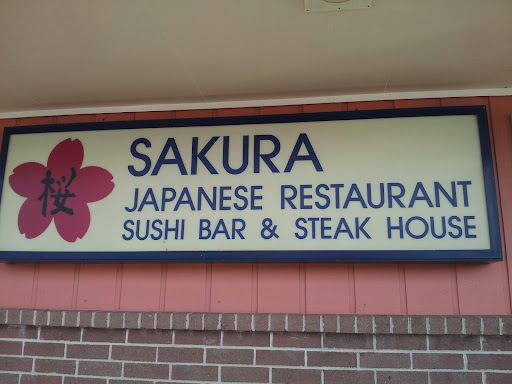 桜
SAKURA
JAPANESE RESTAURANT
SUSHI BAR & STEAK HOUSE